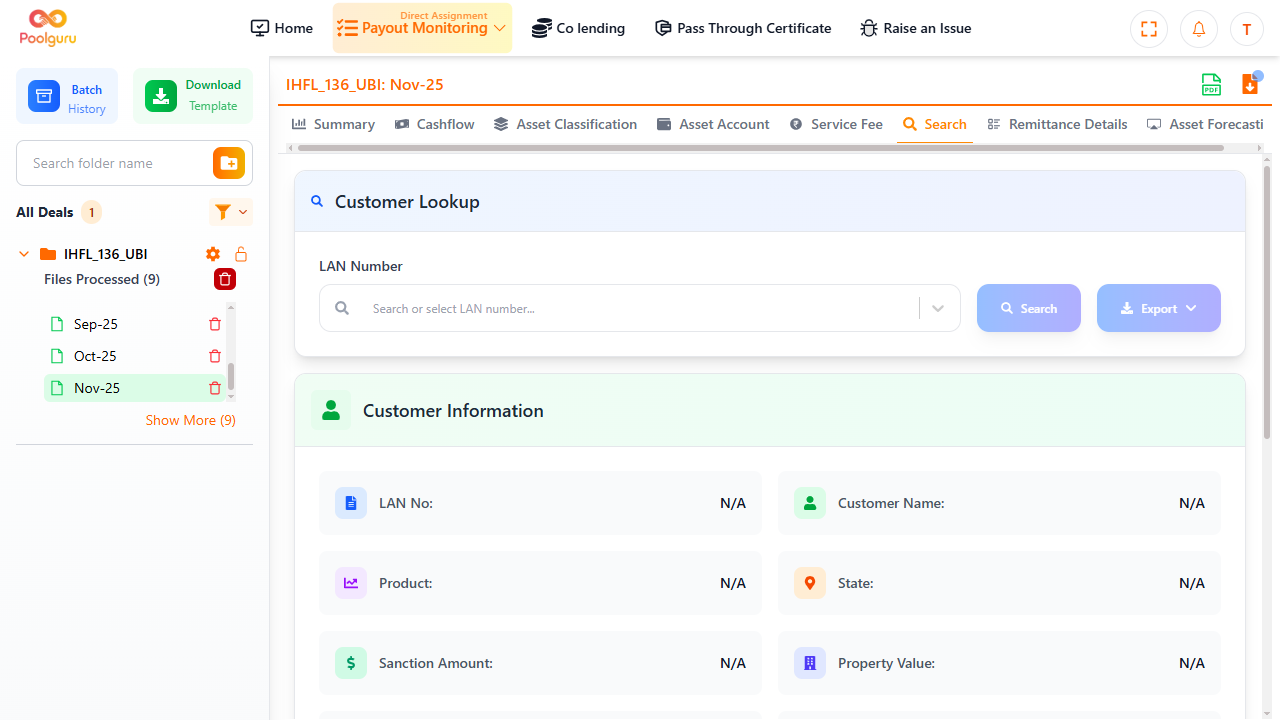 Poolguru
Home
Direct Assignment
Payout Monitoring
Co lending
Pass Through Certificate
Raise an Issue
T
Batch
History
Download
Template
Search folder name
All Deals 1
IHFL_136_UBI
Files Processed (9)
Sep-25
Oct-25
Nov-25
Show More (9)
IHFL_136_UBI: Nov-25
PDF
Summary
Cashflow
Asset Classification
Asset Account
Service Fee
Search
Remittance Details
Asset Forecasti
Customer Lookup
LAN Number
Search or select LAN number...
Search
Export
Customer Information
LAN No: N/A
Customer Name: N/A
Product: N/A
State: N/A
Sanction Amount: N/A
Property Value: N/A